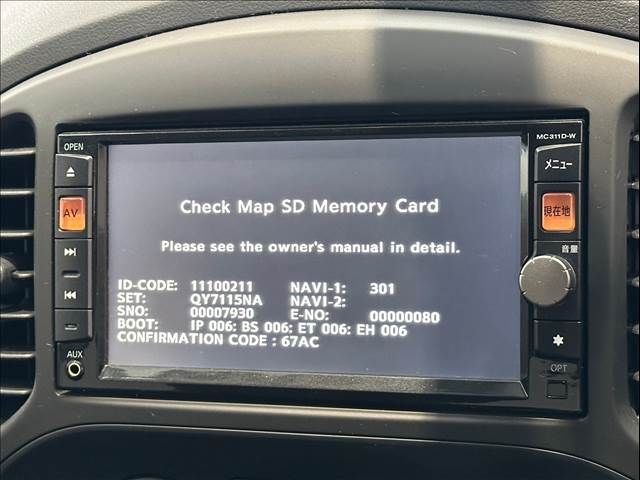 OPEN
MC311D-W
メニュー
AV
現在地
音量
AUX
OPT
Check Map SD Memory Card
Please see the owner's manual in detail.
ID-CODE: 11100211 NAVI-1: 301
SET: QY7115NA NAVI-2:
SNO: 00007930 E-NO: 00000080
BOOT: IP 006: BS 006: ET 006: EH 006
CONFIRMATION CODE : 67AC